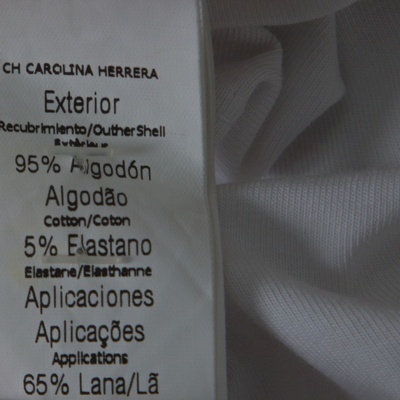 CH CAROLINA HERRERA
Exterior
Recubrimiento/OutherShell
Extérieur
95% Algodón
Algodão
Cotton/Coton
5% Elastano
Elastane/Elasthanne
Aplicaciones
Aplicações
Applications
65% Lana/Lã